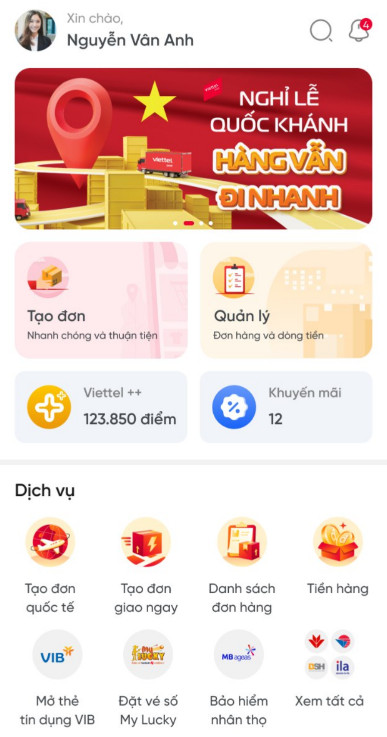 Xin chào,
Nguyễn Vân Anh
4
viettel
NGHỈ LỄ
QUỐC KHÁNH
HÀNG VẪN
ĐI NHANH
viettel
Tạo đơn
Nhanh chóng và thuận tiện
Quản lý
Đơn hàng và dòng tiền
Viettel ++
123.850 điểm
Khuyến mãi
12
Dịch vụ
Tạo đơn
quốc tế
Tạo đơn
giao ngay
Danh sách
đơn hàng
Tiền hàng
VIB
My
LUCKY
MB ageas
GSH
ila
Mở thẻ
tín dụng VIB
Đặt vé số
My Lucky
Bảo hiểm
nhân thọ
Xem tất cả